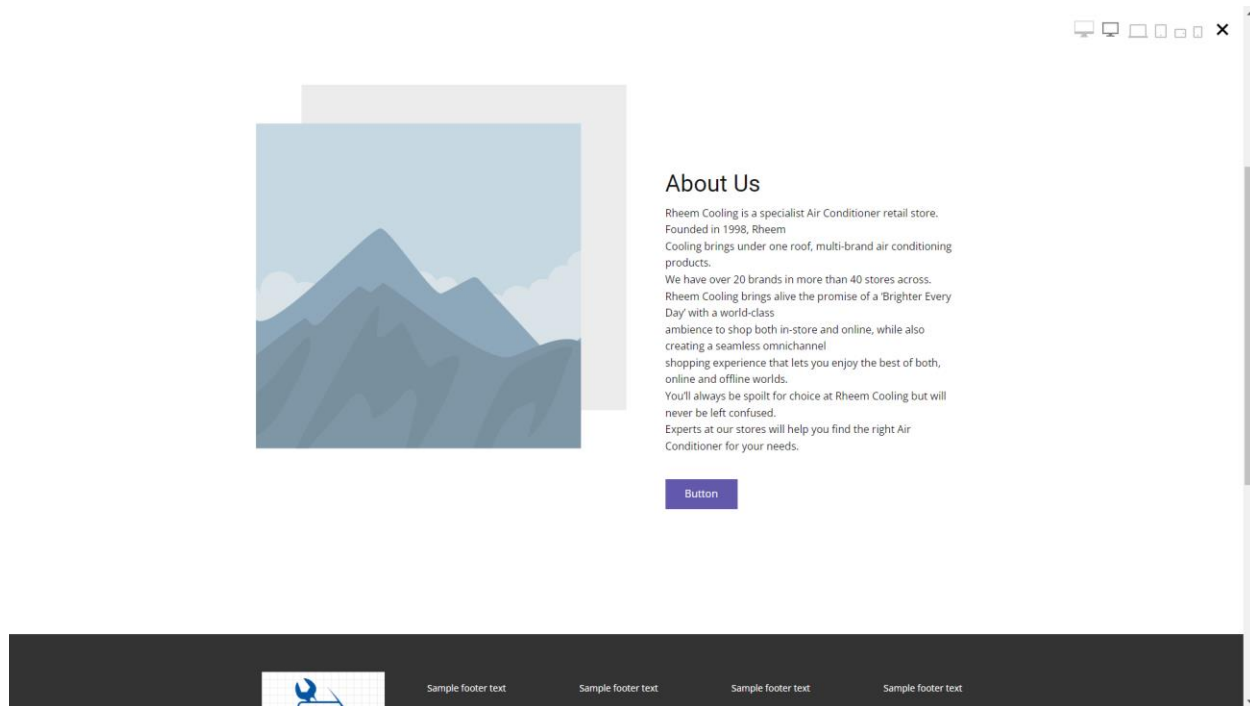 About Us
Rheem Cooling is a specialist Air Conditioner retail store.
Founded in 1998, Rheem
Cooling brings under one roof, multi-brand air conditioning
products.
We have over 20 brands in more than 40 stores across.
Rheem Cooling brings alive the promise of a ‘Brighter Every
Day’ with a world-class
ambience to shop both in-store and online, while also
creating a seamless omnichannel
shopping experience that lets you enjoy the best of both,
online and offline worlds.
You’ll always be spoilt for choice at Rheem Cooling but will
never be left confused.
Experts at our stores will help you find the right Air
Conditioner for your needs.
Button
Sample footer text Sample footer text Sample footer text Sample footer text